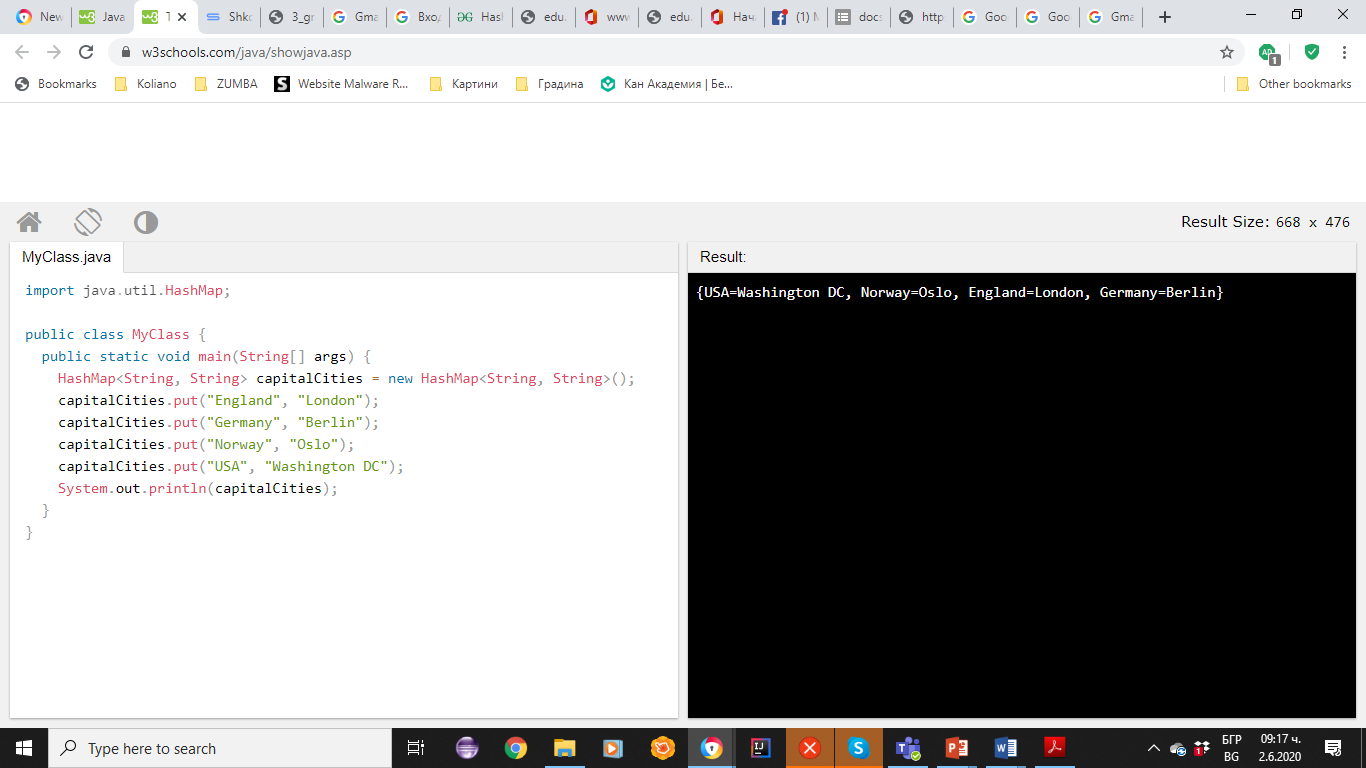 New
Java
T
Shko
3_gr
Gma
Вход
Hash
edu.
www
edu.
Нача
(1) M
docs
http
Goo
Goo
Gma
w3schools.com/java/showjava.asp
1
Bookmarks
Koliano
ZUMBA
Website Malware R...
Картини
Градина
Кан Академия | Бе...
Other bookmarks
Result Size: 668 x 476
MyClass.java
import java.util.HashMap;
public class MyClass {
public static void main(String[] args) {
HashMap<String, String> capitalCities = new HashMap<String, String>();
capitalCities.put("England", "London");
capitalCities.put("Germany", "Berlin");
capitalCities.put("Norway", "Oslo");
capitalCities.put("USA", "Washington DC");
System.out.println(capitalCities);
}
}
Result:
{USA=Washington DC, Norway=Oslo, England=London, Germany=Berlin}
Type here to search
БГР
BG
09:17 ч.
2.6.2020